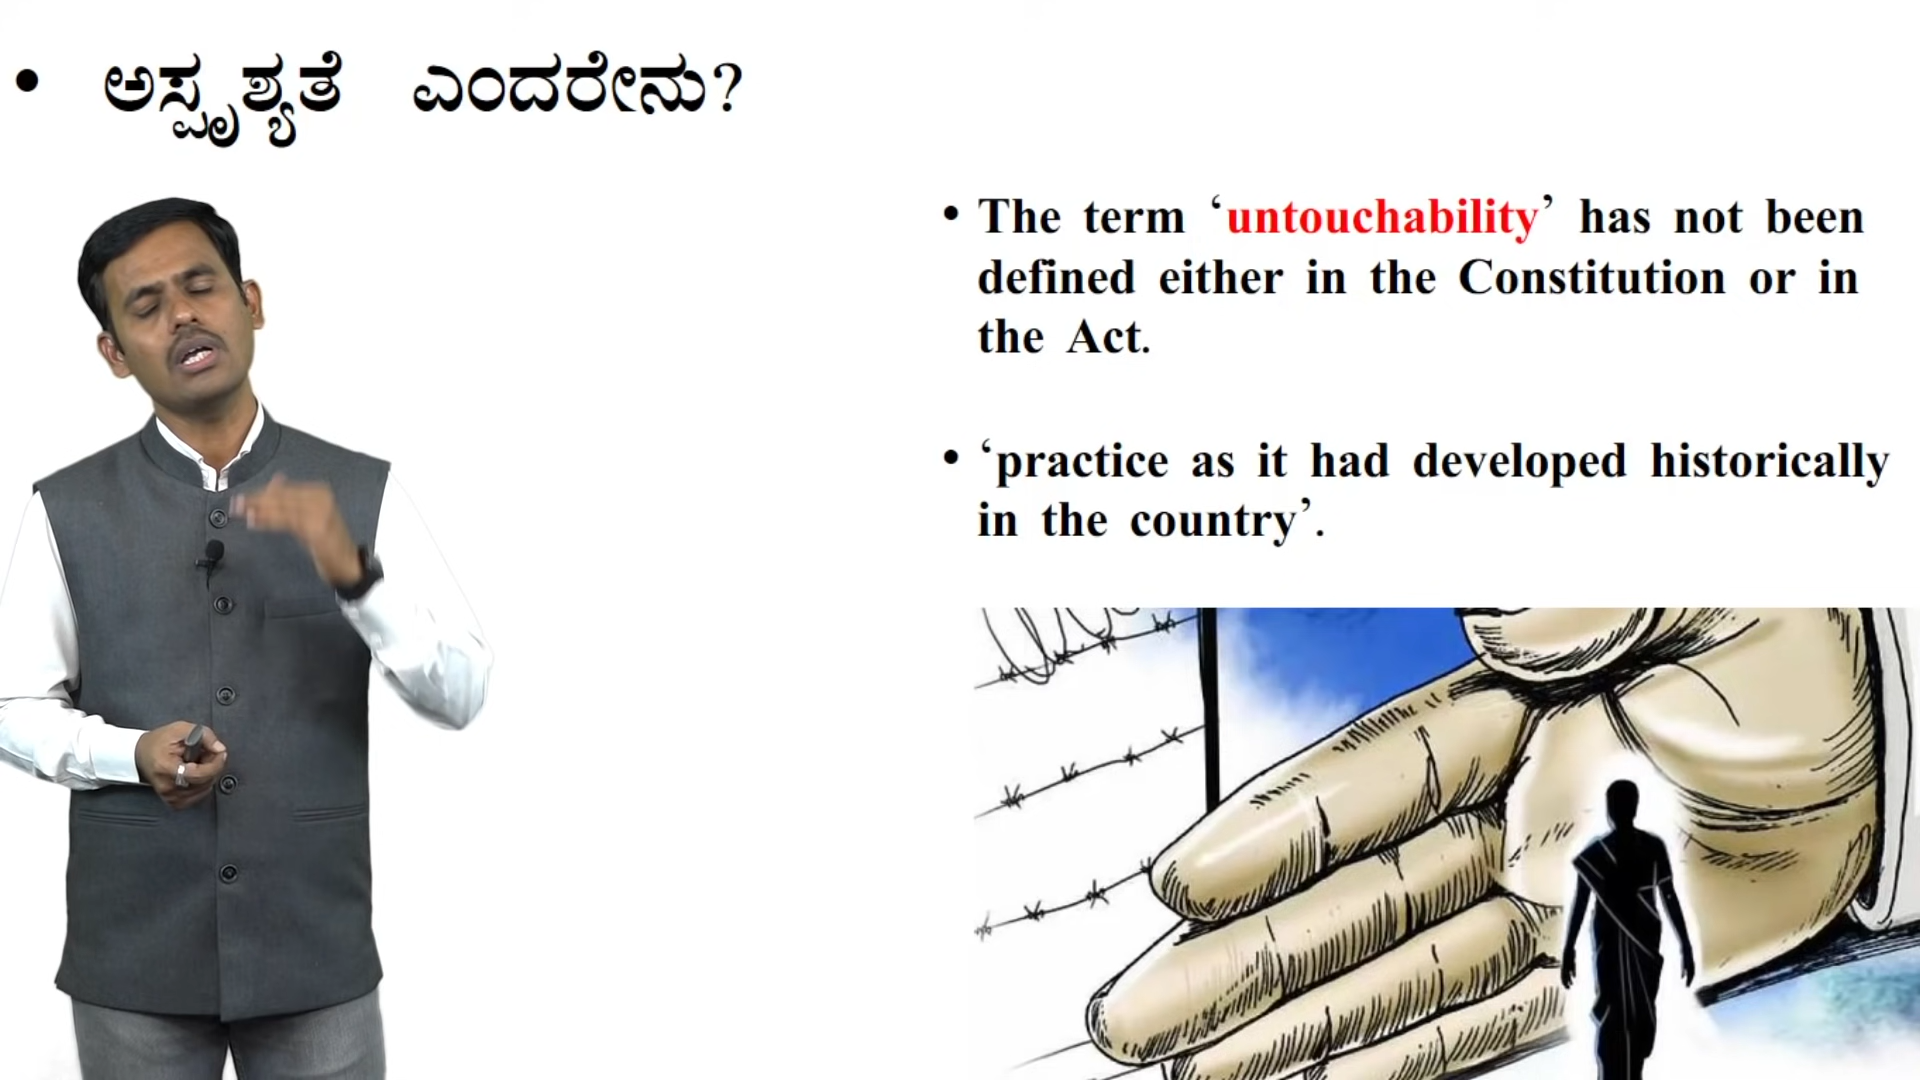 • ಅಸ್ಪೃಶ್ಯತೆ ಎಂದರೇನು?
• The term ‘untouchability’ has not been
defined either in the Constitution or in
the Act.
• ‘practice as it had developed historically
in the country’.